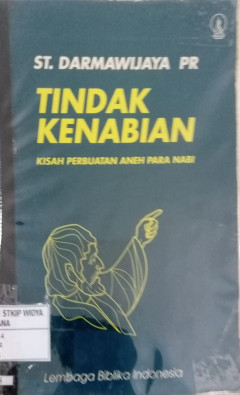 ST. DARMAWIJAYA PR
TINDAK
KENABIAN
KISAH PERBUATAN ANEH PARA NABI
STKIP WIDYA
ANA
Lembaga Biblika Indonesia